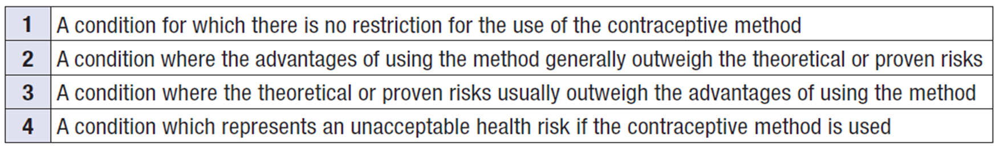 1 A condition for which there is no restriction for the use of the contraceptive method
2 A condition where the advantages of using the method generally outweigh the theoretical or proven risks
3 A condition where the theoretical or proven risks usually outweigh the advantages of using the method
4 A condition which represents an unacceptable health risk if the contraceptive method is used